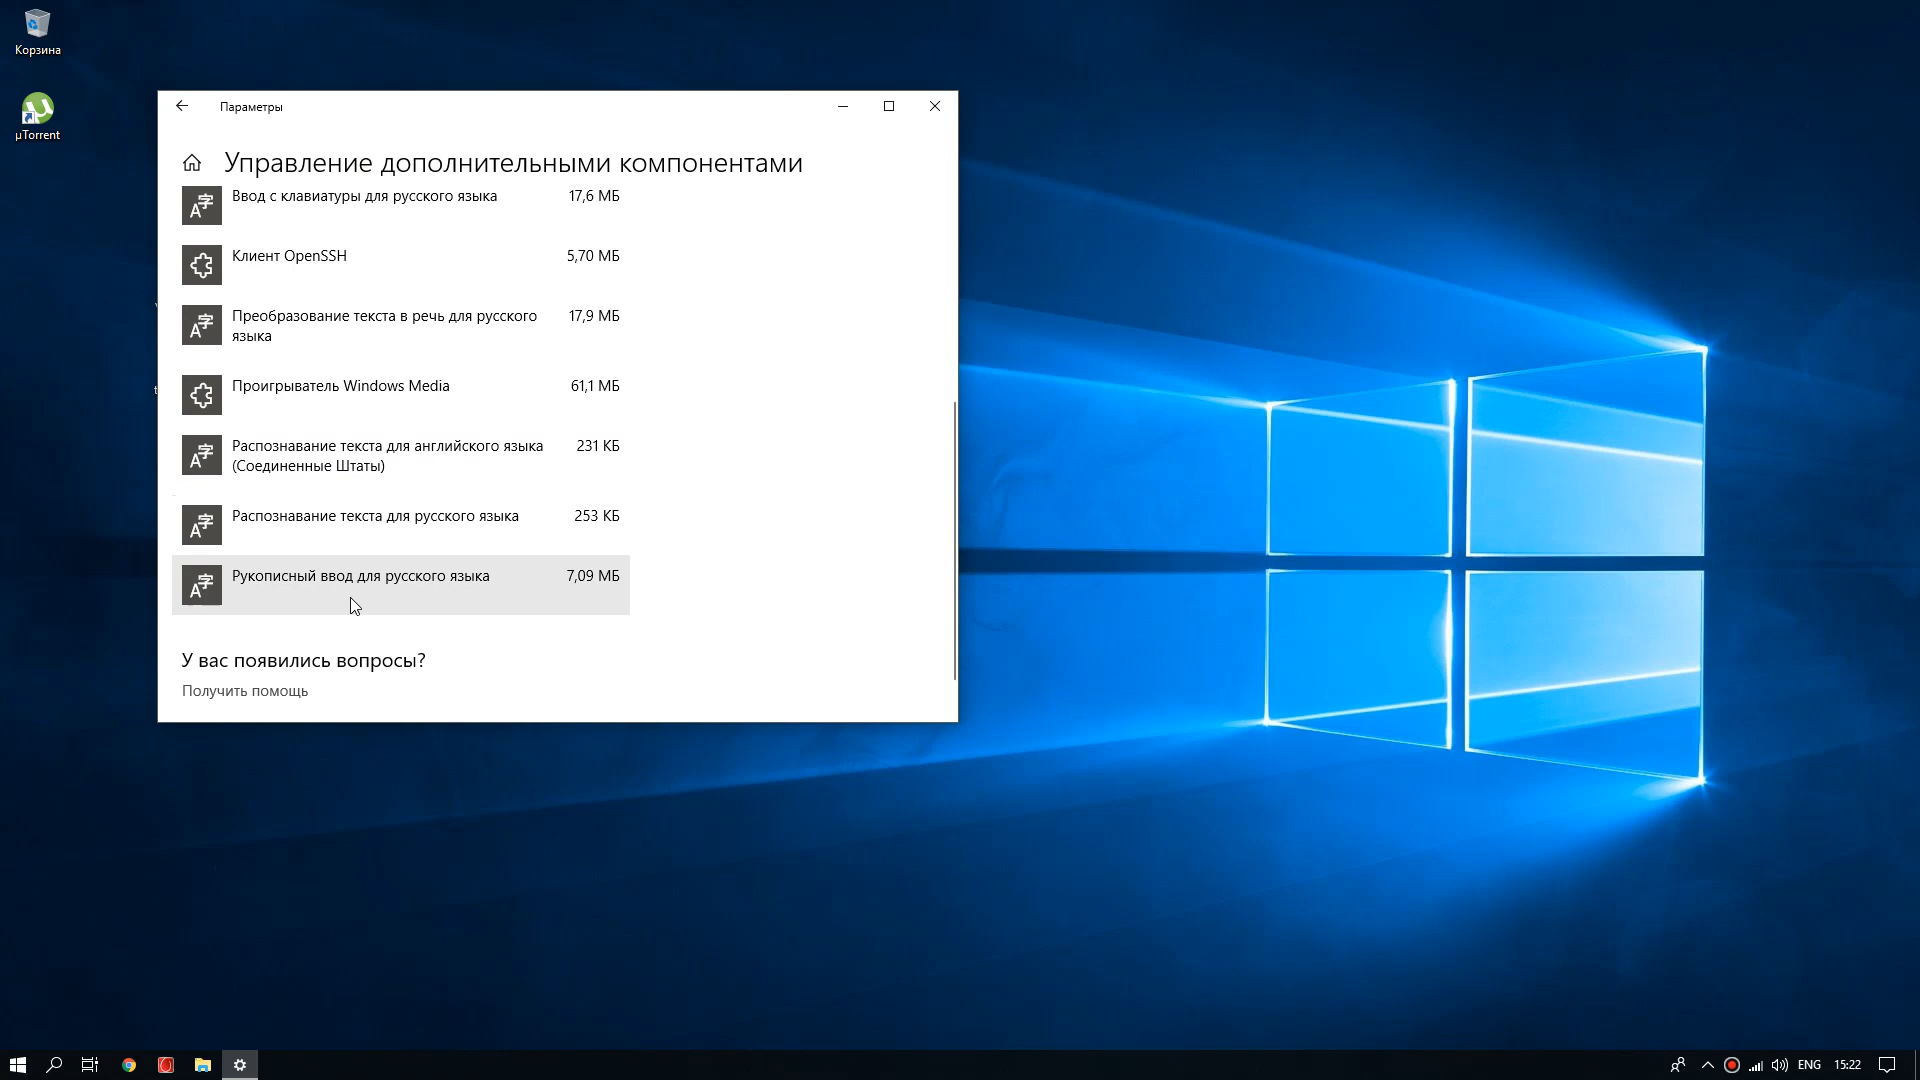 Корзина
µTorrent
Параметры
Управление дополнительными компонентами
Ввод с клавиатуры для русского языка 17,6 МБ
Клиент OpenSSH 5,70 МБ
Преобразование текста в речь для русского 17,9 МБ
языка
Проигрыватель Windows Media 61,1 МБ
Распознавание текста для английского языка 231 КБ
(Соединенные Штаты)
Распознавание текста для русского языка 253 КБ
Рукописный ввод для русского языка 7,09 МБ
У вас появились вопросы?
Получить помощь
ENG 15:22